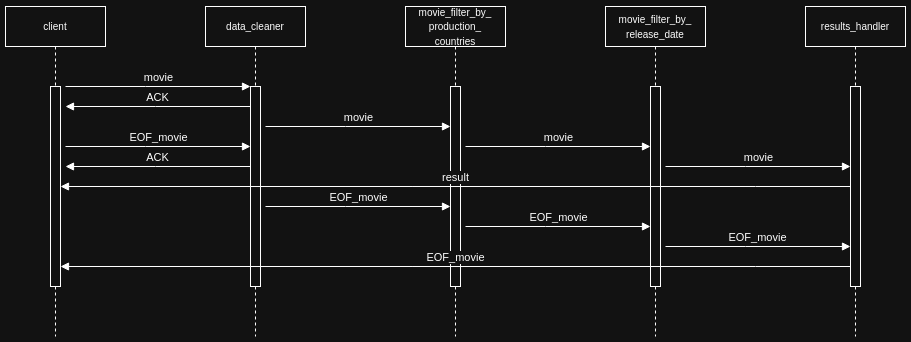 client
data_cleaner
movie_filter_by_
production_
countries
movie_filter_by_
release_date
results_handler
movie
ACK
movie
EOF_movie
movie
ACK
movie
result
EOF_movie
EOF_movie
EOF_movie
EOF_movie